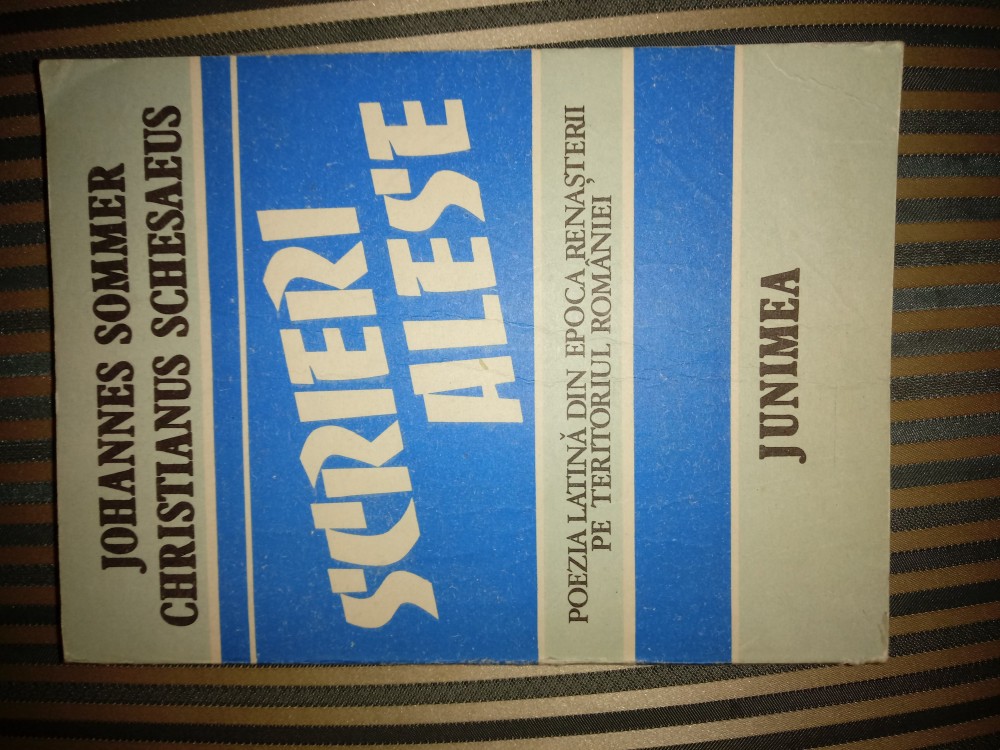 JOHANNES SOMMER
CHRISTIANUS SCHESAEUS
SCRIERI
ALESE
POEZIA LATINĂ DIN EPOCA RENAȘTERII
PE TERITORIUL ROMÂNIEI
JUNIMEA